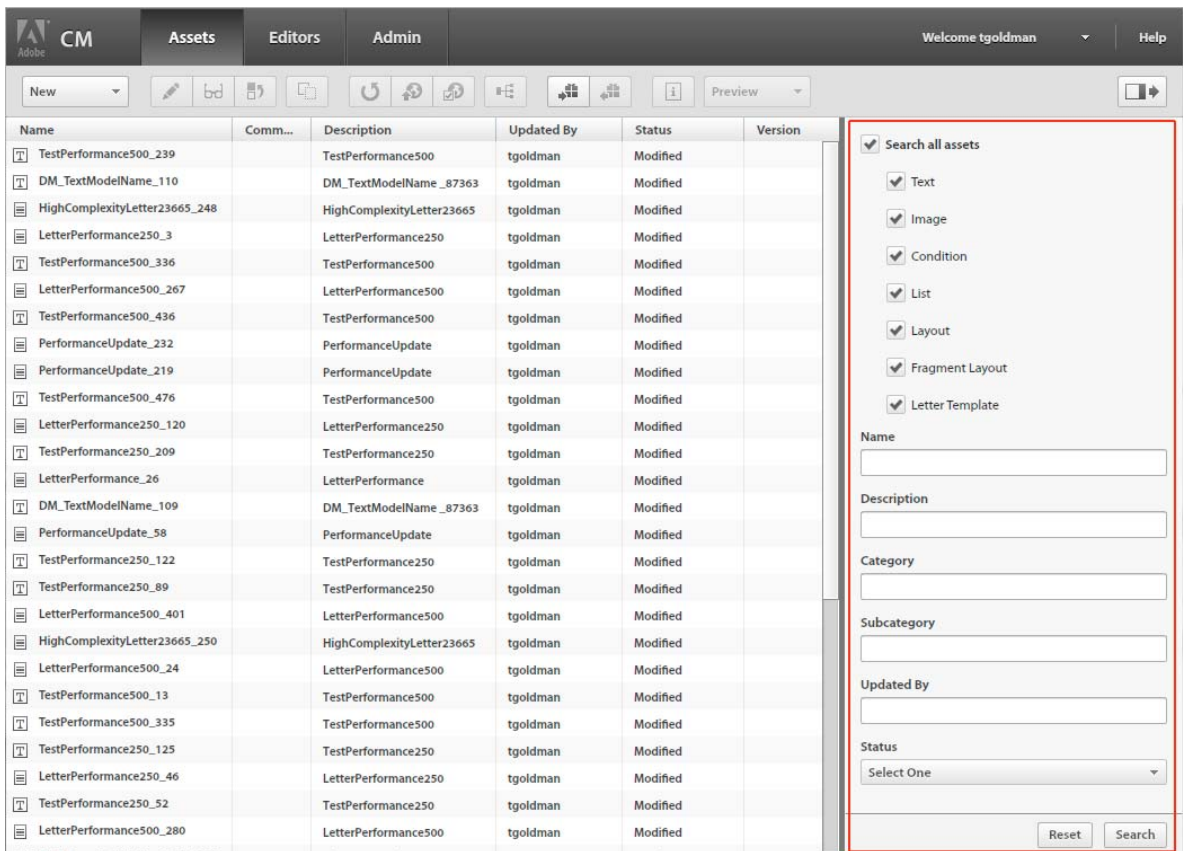 Adobe CM Assets Editors Admin Welcome tgoldman Help
New Preview
Name Comm... Description Updated By Status Version
TestPerformance500_239 TestPerformance500 tgoldman Modified
DM_TextModelName_110 DM_TextModelName _87363 tgoldman Modified
HighComplexityLetter23665_248 HighComplexityLetter23665 tgoldman Modified
LetterPerformance250_3 LetterPerformance250 tgoldman Modified
TestPerformance500_336 TestPerformance500 tgoldman Modified
LetterPerformance500_267 LetterPerformance500 tgoldman Modified
TestPerformance500_436 TestPerformance500 tgoldman Modified
PerformanceUpdate_232 PerformanceUpdate tgoldman Modified
PerformanceUpdate_219 PerformanceUpdate tgoldman Modified
TestPerformance500_476 TestPerformance500 tgoldman Modified
LetterPerformance250_120 LetterPerformance250 tgoldman Modified
TestPerformance250_209 TestPerformance250 tgoldman Modified
LetterPerformance_26 LetterPerformance tgoldman Modified
DM_TextModelName_109 DM_TextModelName _87363 tgoldman Modified
PerformanceUpdate_58 PerformanceUpdate tgoldman Modified
TestPerformance250_122 TestPerformance250 tgoldman Modified
TestPerformance250_89 TestPerformance250 tgoldman Modified
LetterPerformance500_401 LetterPerformance500 tgoldman Modified
HighComplexityLetter23665_250 HighComplexityLetter23665 tgoldman Modified
LetterPerformance500_24 LetterPerformance500 tgoldman Modified
TestPerformance500_13 TestPerformance500 tgoldman Modified
TestPerformance500_335 TestPerformance500 tgoldman Modified
TestPerformance250_125 TestPerformance250 tgoldman Modified
LetterPerformance250_46 LetterPerformance250 tgoldman Modified
TestPerformance250_52 TestPerformance250 tgoldman Modified
LetterPerformance500_280 LetterPerformance500 tgoldman Modified
Search all assets
Text
Image
Condition
List
Layout
Fragment Layout
Letter Template
Name
Description
Category
Subcategory
Updated By
Status
Select One
Reset Search